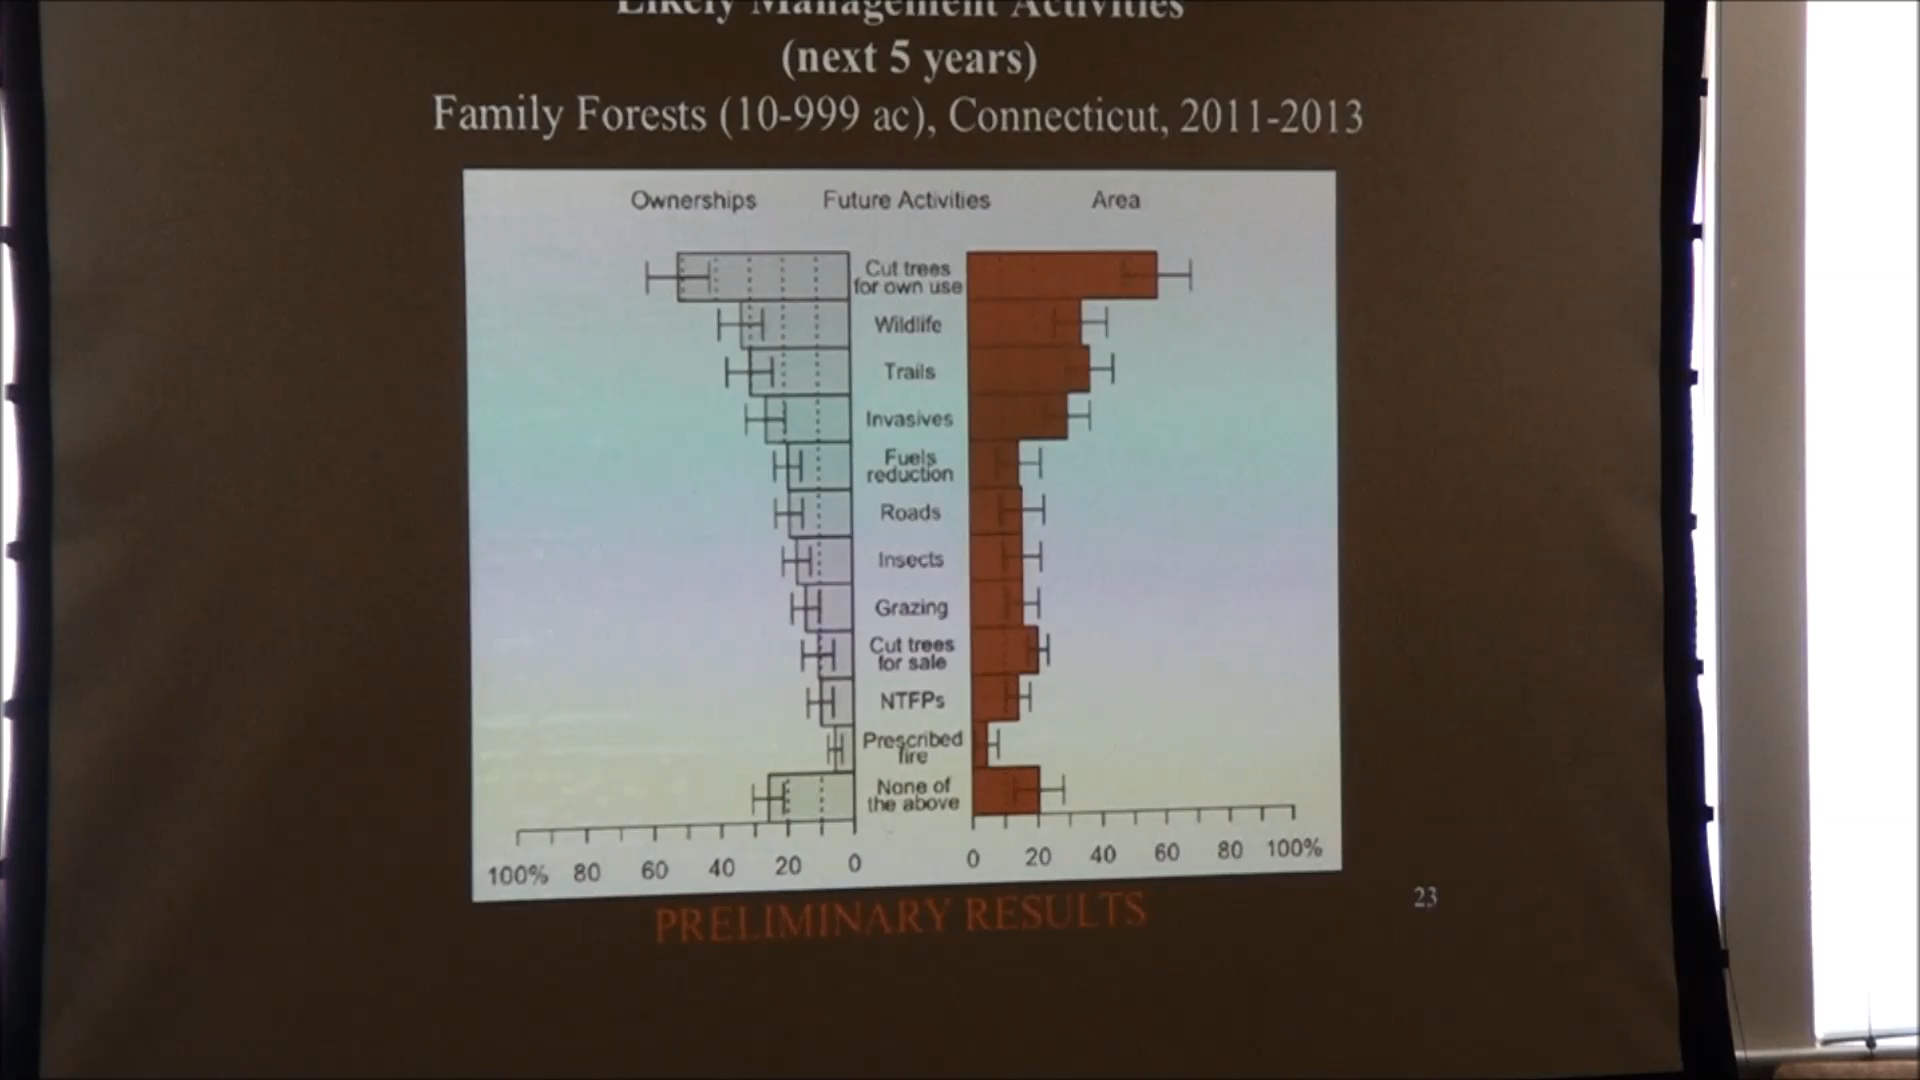 Likely Management Activities
(next 5 years)
Family Forests (10-999 ac), Connecticut, 2011-2013
Ownerships Future Activities Area
Cut trees
for own use
Wildlife
Trails
Invasives
Fuels
reduction
Roads
Insects
Grazing
Cut trees
for sale
NTFPs
Prescribed
fire
None of
the above
100% 80 60 40 20 0 0 20 40 60 80 100%
PRELIMINARY RESULTS
23